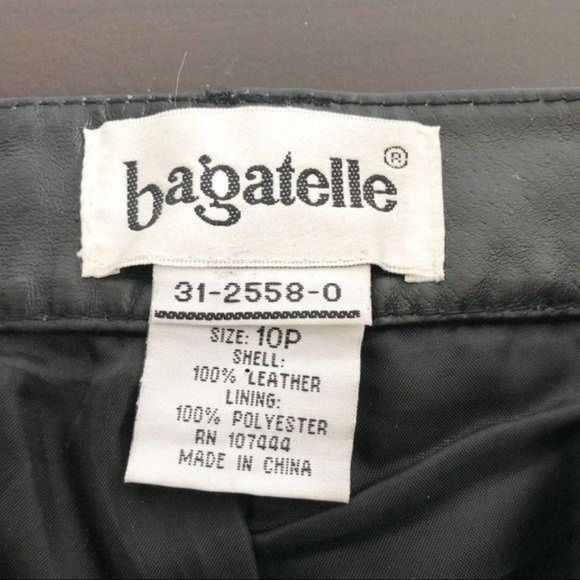 bagatelle®
31-2558-0
SIZE: 10P
SHELL:
100% LEATHER
LINING:
100% POLYESTER
RN 107444
MADE IN CHINA